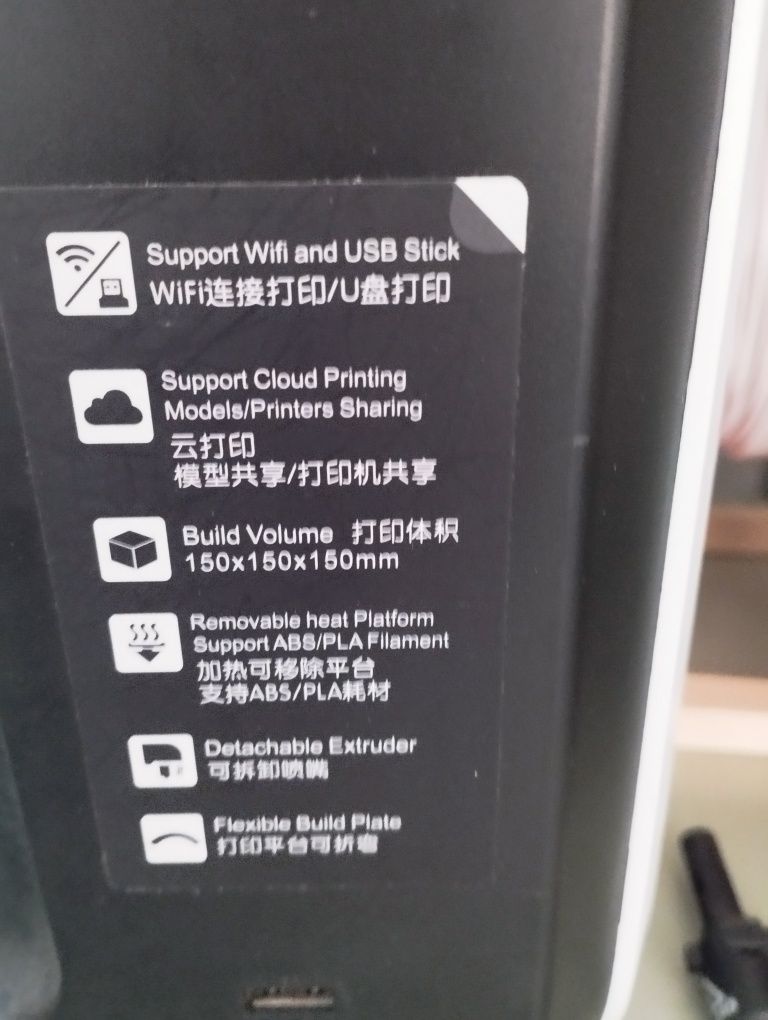 Support Wifi and USB Stick
WiFi连接打印/U盘打印
Support Cloud Printing
Models/Printers Sharing
云打印
模型共享/打印机共享
Build Volume 打印体积
150x150x150mm
Removable heat Platform
Support ABS/PLA Filament
加热可移除平台
支持ABS/PLA耗材
Detachable Extruder
可拆卸喷嘴
Flexible Build Plate
打印平台可折弯